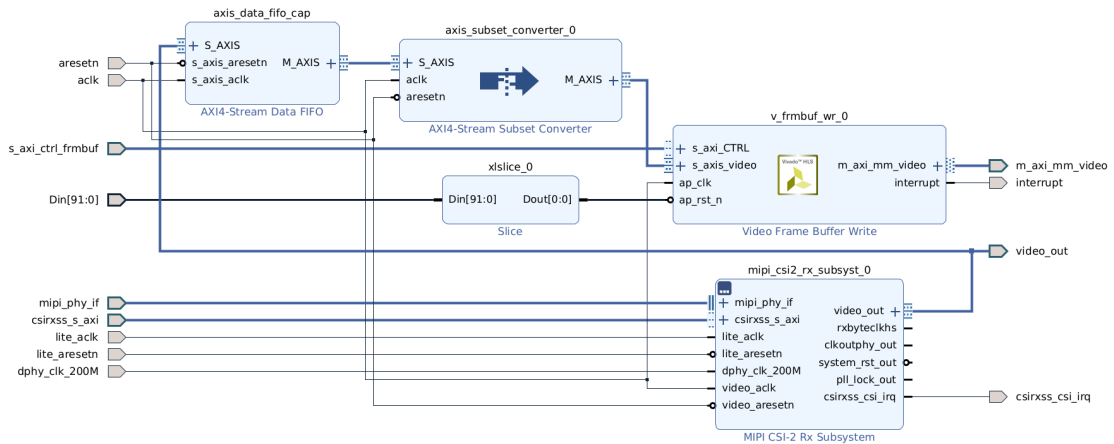 axis_data_fifo_cap
S_AXIS
s_axis_aresetn
s_axis_aclk
M_AXIS
AXI4-Stream Data FIFO
axis_subset_converter_0
S_AXIS
aclk
aresetn
M_AXIS
AXI4-Stream Subset Converter
aresetn
aclk
s_axi_ctrl_frmbuf
Din[91:0]
xlslice_0
Din[91:0] Dout[0:0]
Slice
v_frmbuf_wr_0
s_axi_CTRL
s_axis_video
ap_clk
ap_rst_n
Vivado™ HLS
m_axi_mm_video
interrupt
Video Frame Buffer Write
m_axi_mm_video
interrupt
video_out
mipi_phy_if
csirxss_s_axi
lite_aclk
lite_aresetn
dphy_clk_200M
mipi_csi2_rx_subsyst_0
mipi_phy_if
csirxss_s_axi
lite_aclk
lite_aresetn
dphy_clk_200M
video_aclk
video_aresetn
video_out
rxbyteclkhs
clkoutphy_out
system_rst_out
pll_lock_out
csirxss_csi_irq
MIPI CSI-2 Rx Subsystem
csirxss_csi_irq